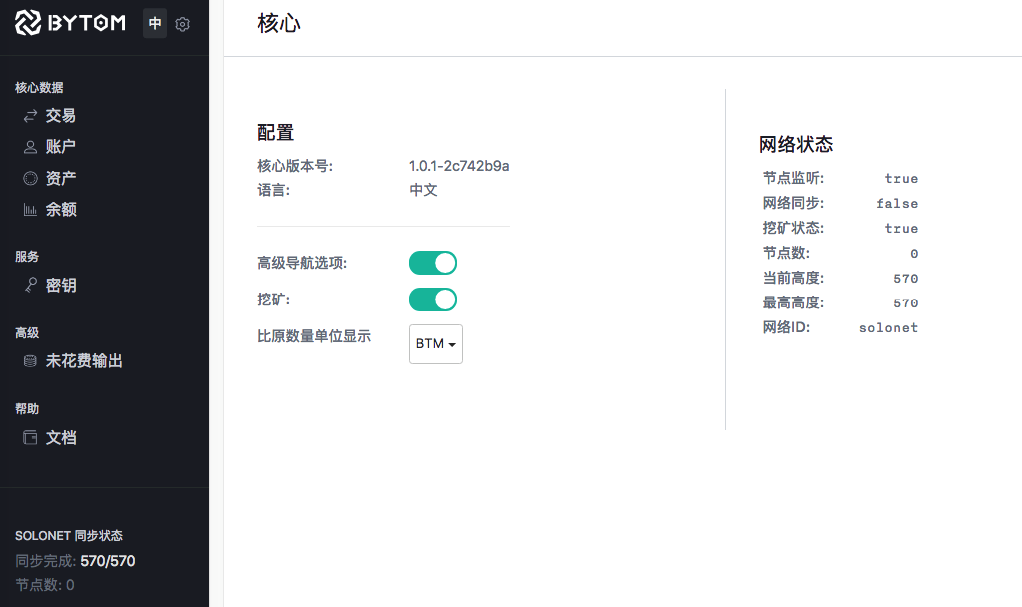 BYTOM 中
核心数据
交易
账户
资产
余额
服务
密钥
高级
未花费输出
帮助
文档
SOLONET 同步状态
同步完成: 570/570
节点数: 0
核心
配置
核心版本号: 1.0.1-2c742b9a
语言: 中文
高级导航选项:
挖矿:
比原数量单位显示 BTM
网络状态
节点监听: true
网络同步: false
挖矿状态: true
节点数: 0
当前高度: 570
最高高度: 570
网络ID: solonet